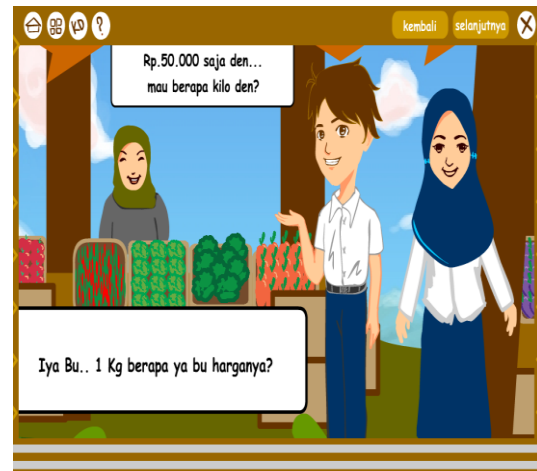 KD
?
kembali
selanjutnya
X
Rp.50.000 saja den...
mau berapa kilo den?
Iya Bu.. 1 Kg berapa ya bu harganya?